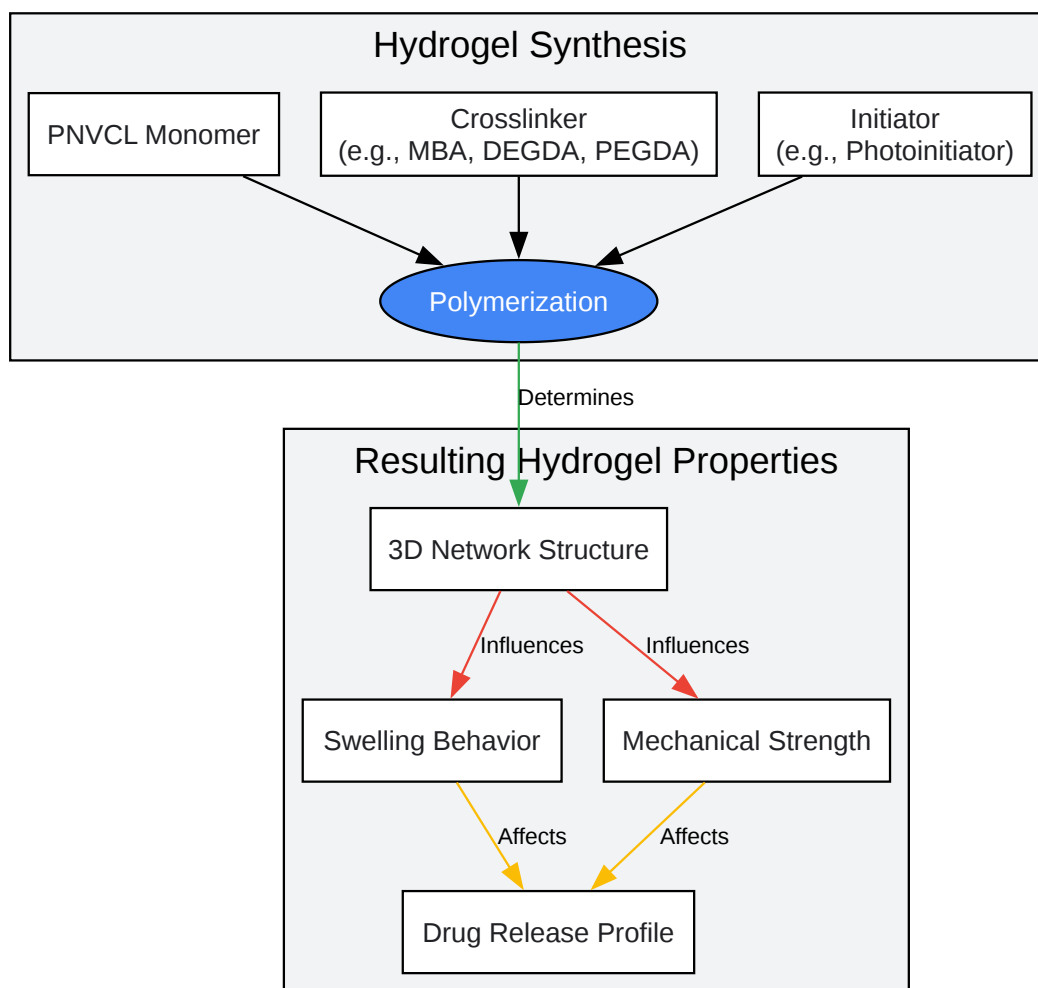 Hydrogel Synthesis
PNVCL Monomer
Crosslinker
(e.g., MBA, DEGDA, PEGDA)
Initiator
(e.g., Photoinitiator)
Polymerization
Determines
Resulting Hydrogel Properties
3D Network Structure
Influences
Influences
Swelling Behavior
Mechanical Strength
Affects
Affects
Drug Release Profile